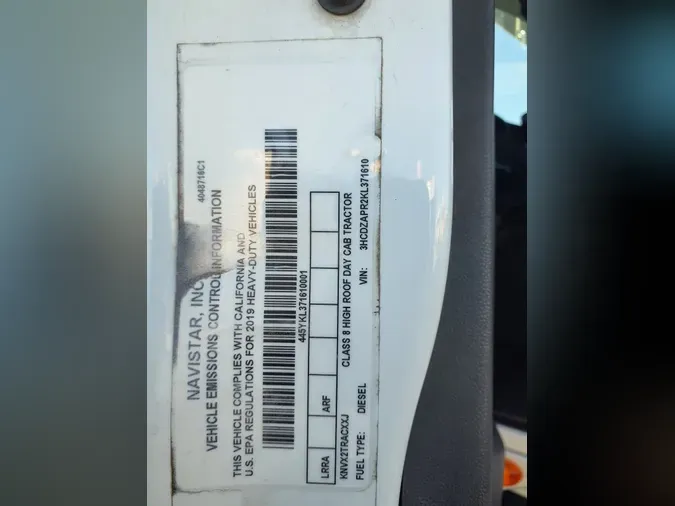 4048716C1
NAVISTAR, INC
VEHICLE EMISSIONS CONTROL INFORMATION
THIS VEHICLE COMPLIES WITH CALIFORNIA AND
U.S. EPA REGULATIONS FOR 2019 HEAVY-DUTY VEHICLES
445YKL371610001
LRRA ARF
KNVX2TRACXXJ CLASS 8 HIGH ROOF DAY CAB TRACTOR
FUEL TYPE: DIESEL VIN: 3HCDZAPR2KL371610